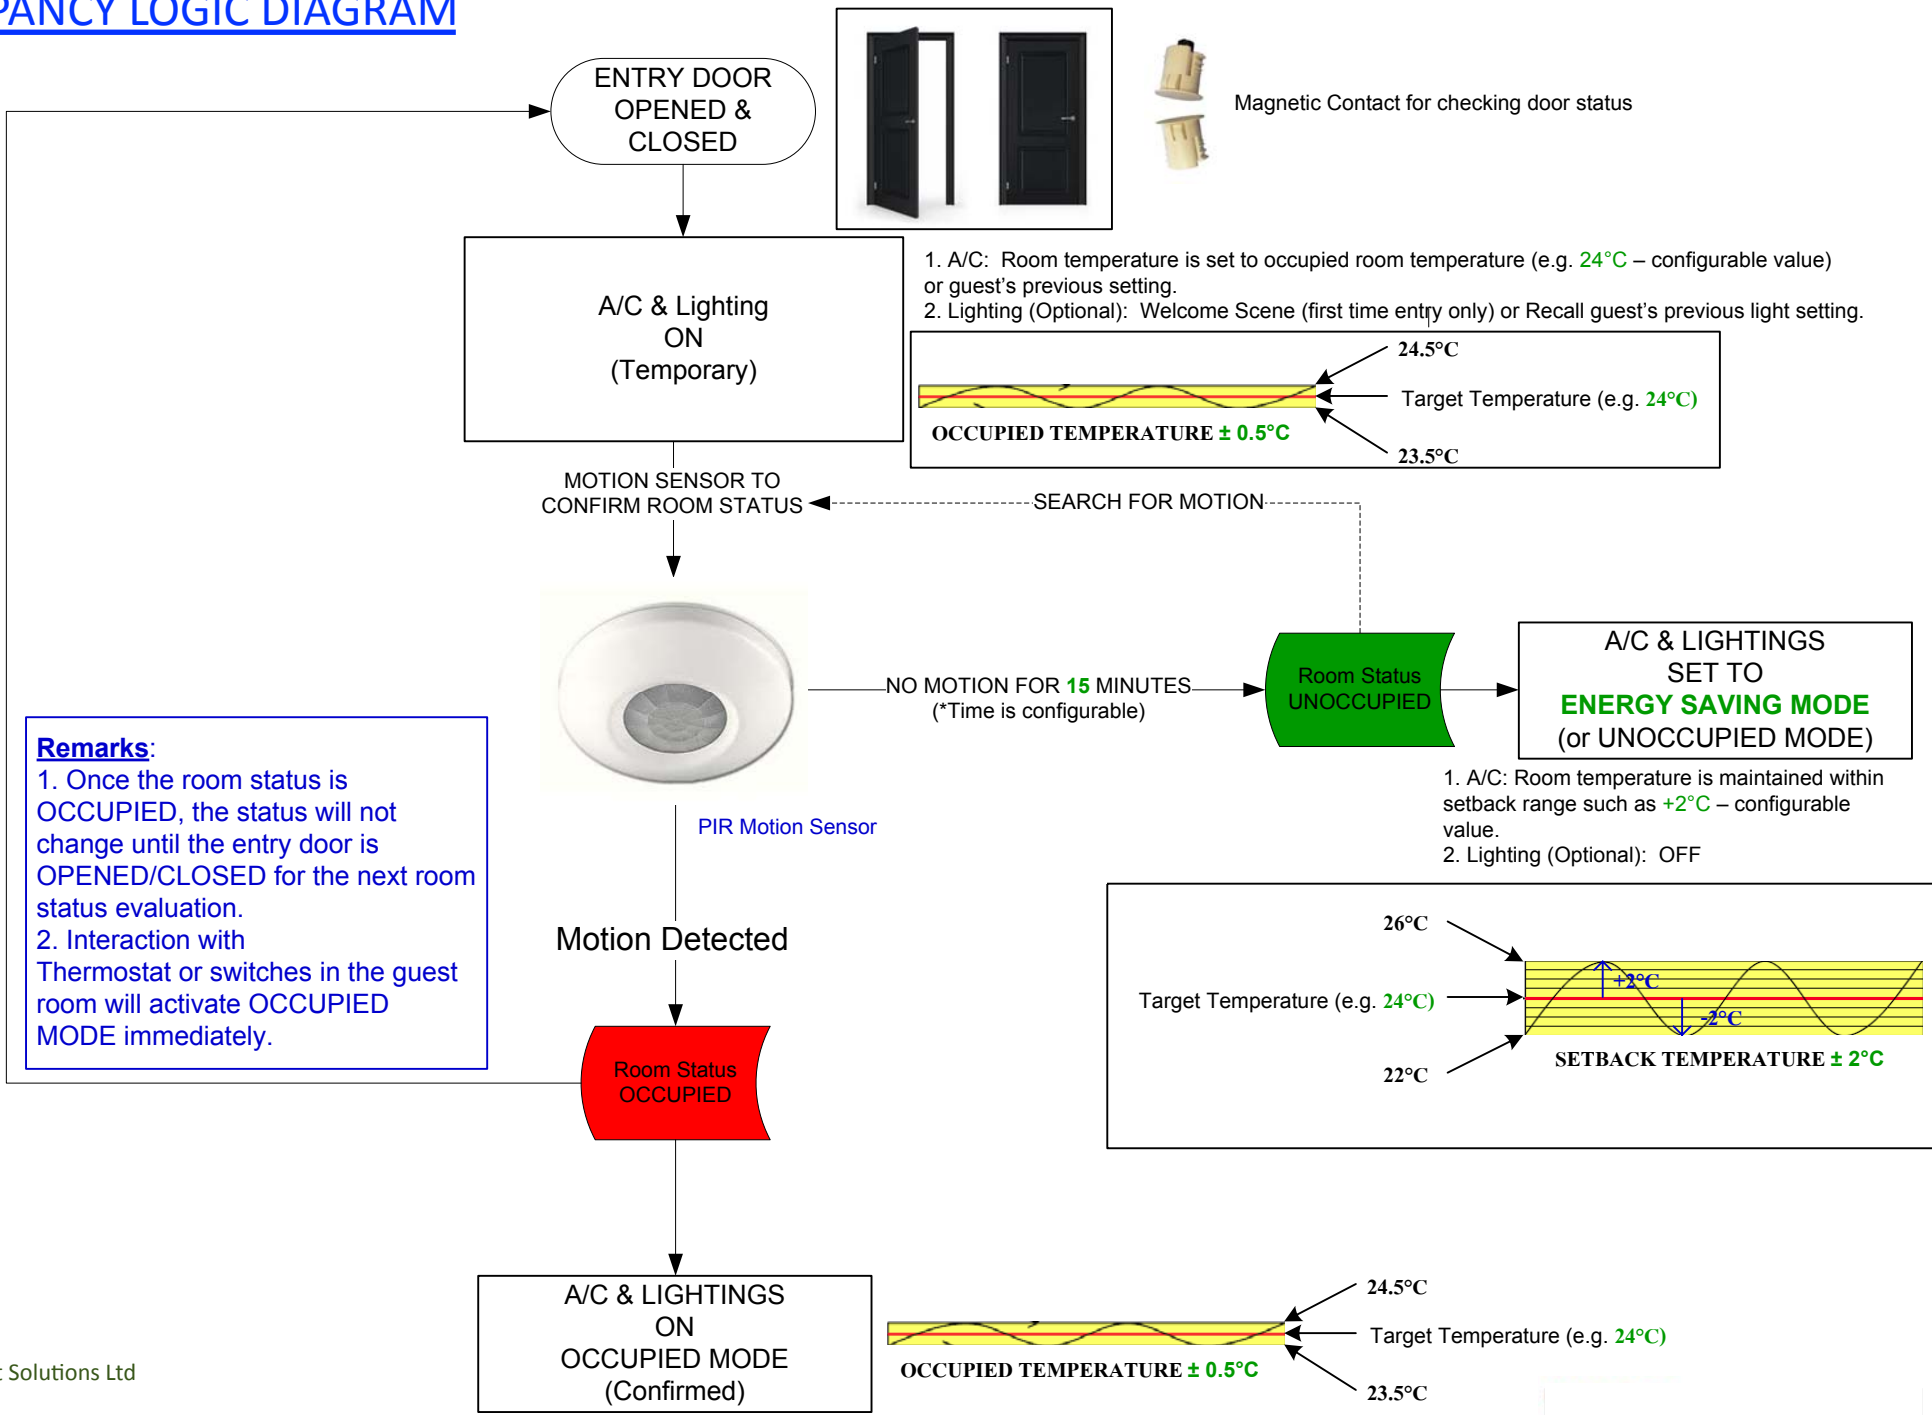 PANCY LOGIC DIAGRAM
ENTRY DOOR
OPENED &
CLOSED
Magnetic Contact for checking door status
A/C & Lighting
ON
(Temporary)
1. A/C: Room temperature is set to occupied room temperature (e.g. 24°C – configurable value)
or guest's previous setting.
2. Lighting (Optional): Welcome Scene (first time entry only) or Recall guest's previous light setting.
24.5°C
Target Temperature (e.g. 24°C)
OCCUPIED TEMPERATURE ± 0.5°C
23.5°C
MOTION SENSOR TO
CONFIRM ROOM STATUS
SEARCH FOR MOTION
NO MOTION FOR 15 MINUTES
(*Time is configurable)
Room Status
UNOCCUPIED
A/C & LIGHTINGS
SET TO
ENERGY SAVING MODE
(or UNOCCUPIED MODE)
1. A/C: Room temperature is maintained within
setback range such as +2°C – configurable
value.
2. Lighting (Optional): OFF
Remarks:
1. Once the room status is
OCCUPIED, the status will not
change until the entry door is
OPENED/CLOSED for the next room
status evaluation.
2. Interaction with
Thermostat or switches in the guest
room will activate OCCUPIED
MODE immediately.
PIR Motion Sensor
Motion Detected
26°C
+2°C
Target Temperature (e.g. 24°C)
-2°C
SETBACK TEMPERATURE ± 2°C
22°C
Room Status
OCCUPIED
A/C & LIGHTINGS
ON
OCCUPIED MODE
(Confirmed)
24.5°C
Target Temperature (e.g. 24°C)
OCCUPIED TEMPERATURE ± 0.5°C
23.5°C
t Solutions Ltd